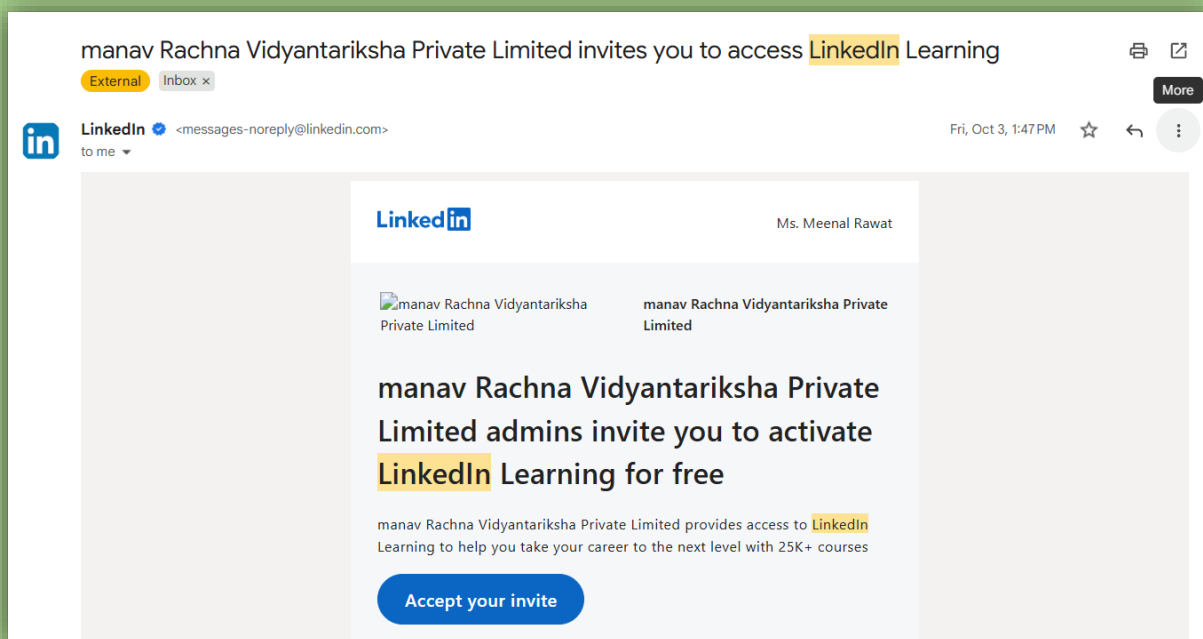 manav Rachna Vidyantariksha Private Limited invites you to access LinkedIn Learning
External Inbox ×
More
LinkedIn <messages-noreply@linkedin.com> Fri, Oct 3, 1:47 PM
to me
in
Linked in
Ms. Meenal Rawat
manav Rachna Vidyantariksha
Private Limited
manav Rachna Vidyantariksha Private
Limited
manav Rachna Vidyantariksha Private
Limited admins invite you to activate
LinkedIn Learning for free
manav Rachna Vidyantariksha Private Limited provides access to LinkedIn
Learning to help you take your career to the next level with 25K+ courses
Accept your invite